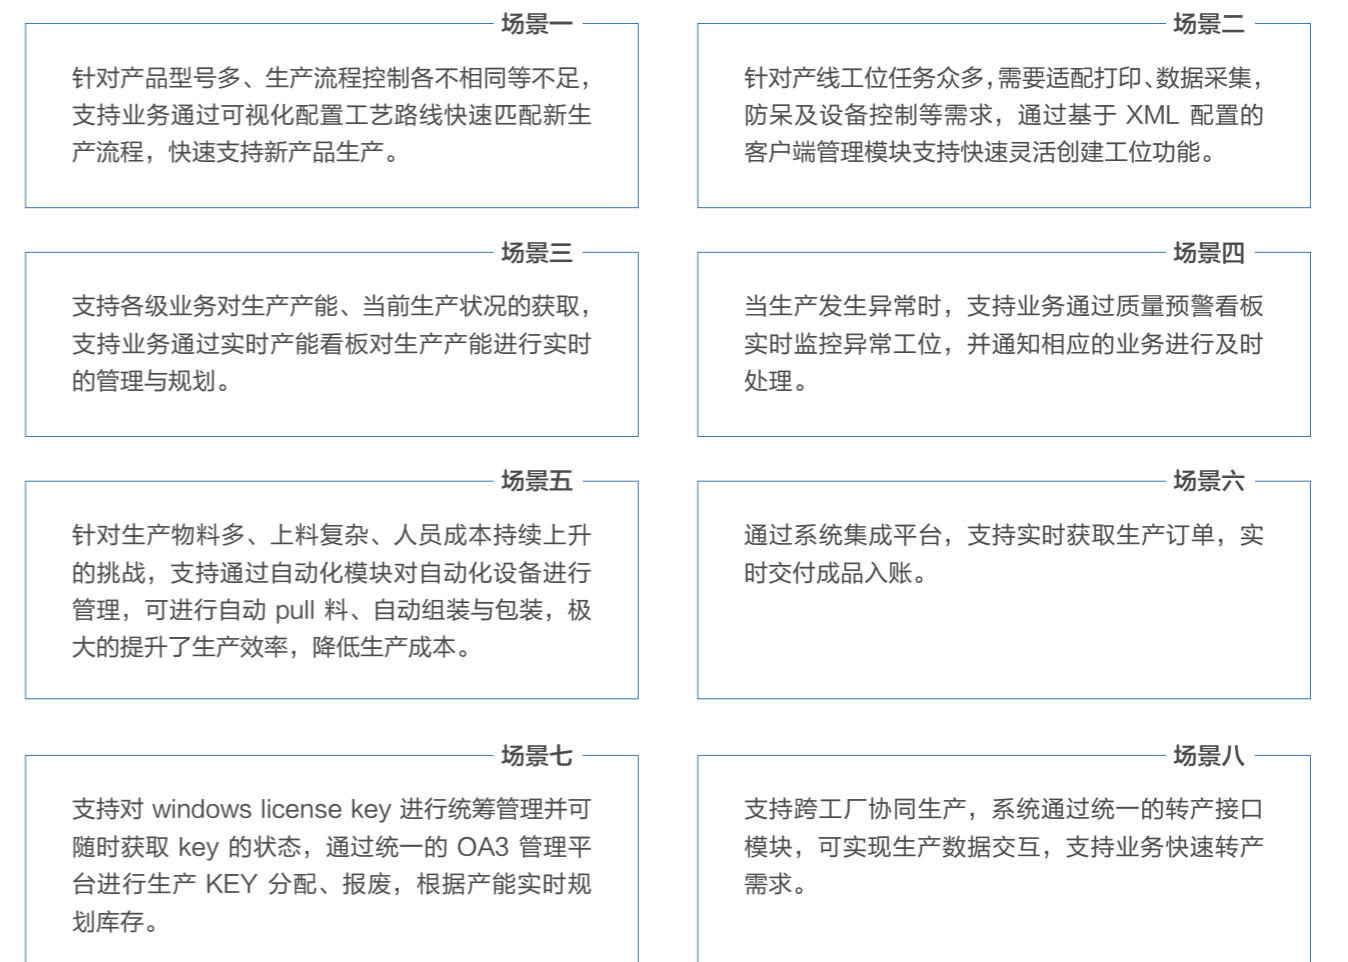 场景一
针对产品型号多、生产流程控制各不相同等不足，
支持业务通过可视化配置工艺路线快速匹配新生
产流程，快速支持新产品生产。
场景二
针对产线工位任务众多，需要适配打印、数据采集，
防呆及设备控制等需求，通过基于 XML 配置的
客户端管理模块支持快速灵活创建工位功能。
场景三
支持各级业务对生产产能、当前生产状况的获取，
支持业务通过实时产能看板对生产产能进行实时
的管理与规划。
场景四
当生产发生异常时，支持业务通过质量预警看板
实时监控异常工位，并通知相应的业务进行及时
处理。
场景五
针对生产物料多、上料复杂、人员成本持续上升
的挑战，支持通过自动化模块对自动化设备进行
管理，可进行自动 pull 料、自动组装与包装，极
大的提升了生产效率，降低生产成本。
场景六
通过系统集成平台，支持实时获取生产订单，实
时交付成品入账。
场景七
支持对 windows license key 进行统筹管理并可
随时获取 key 的状态，通过统一的 OA3 管理平
台进行生产 KEY 分配、报废，根据产能实时规
划库存。
场景八
支持跨工厂协同生产，系统通过统一的转产接口
模块，可实现生产数据交互，支持业务快速转产
需求。